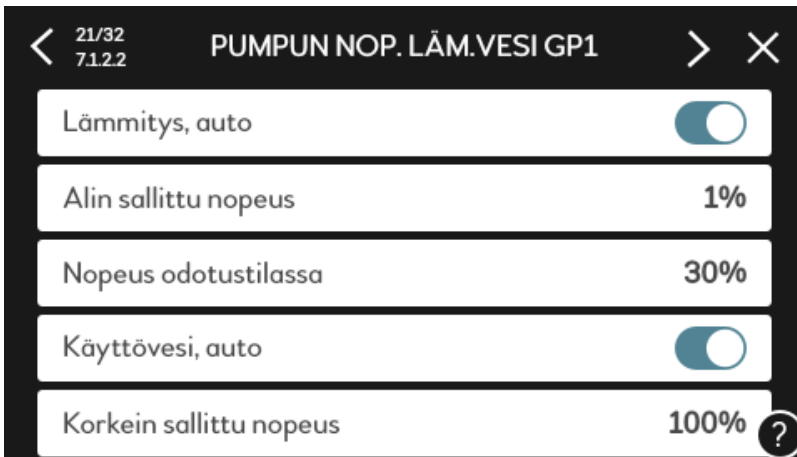 21/32
7.1.2.2
PUMPUN NOP. LÄM.VESI GP1
Lämmitys, auto
Alin sallittu nopeus 1%
Nopeus odotustilassa 30%
Käyttövesi, auto
Korkein sallittu nopeus 100%
?